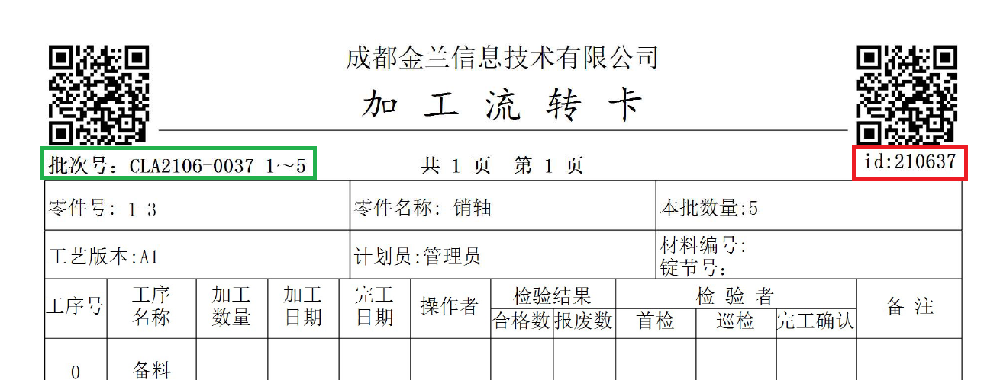 成都金兰信息技术有限公司
加工流转卡
批次号：CLA2106-0037 1～5 共 1 页 第 1 页 id:210637
零件号: 1-3 零件名称: 销轴 本批数量:5
工艺版本:A1 计划员:管理员 材料编号:
锭节号：
工序号 工序名称 加工数量 加工日期 完工日期 操作者 检验结果 检验者 备注
合格数 报废数 首检 巡检 完工确认
0 备料